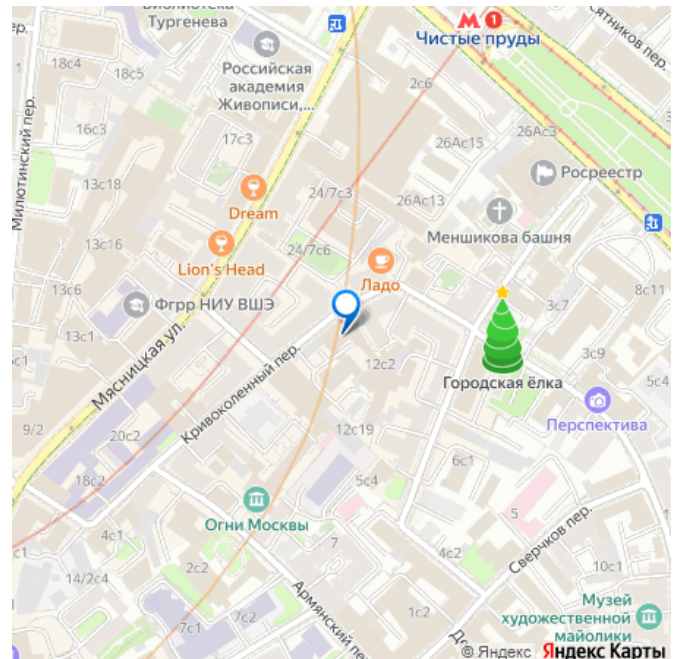 Библиотека
Тургенева
Чистые пруды
1
Сятников пер.
Российская
академия
Живописи,...
18с4
18с5
2с6
16с3
17с3
26Ас15
26Ас3
Милютинский пер.
13с18
24/7с3
26Ас13
Росреестр
Dream
Меншикова башня
13с16
24/7с6
Lion's Head
Ладо
13с6
Фгрр НИУ ВШЭ
3с7
8с11
13с1
Мясницкая ул.
Кривоколенный пер.
12с2
3с9
Городская ёлка
5с4
Перспектива
9/2
20с2
12с19
6с1
18с2
5с4
5
Огни Москвы
Сверчков пер.
4с1
7
4с2
2с2
10с1
14/2с4
Армянский пер.
7с1
7с2
1с2
Де
Музей
художественной
майолики
© Яндекс Яндекс Карты